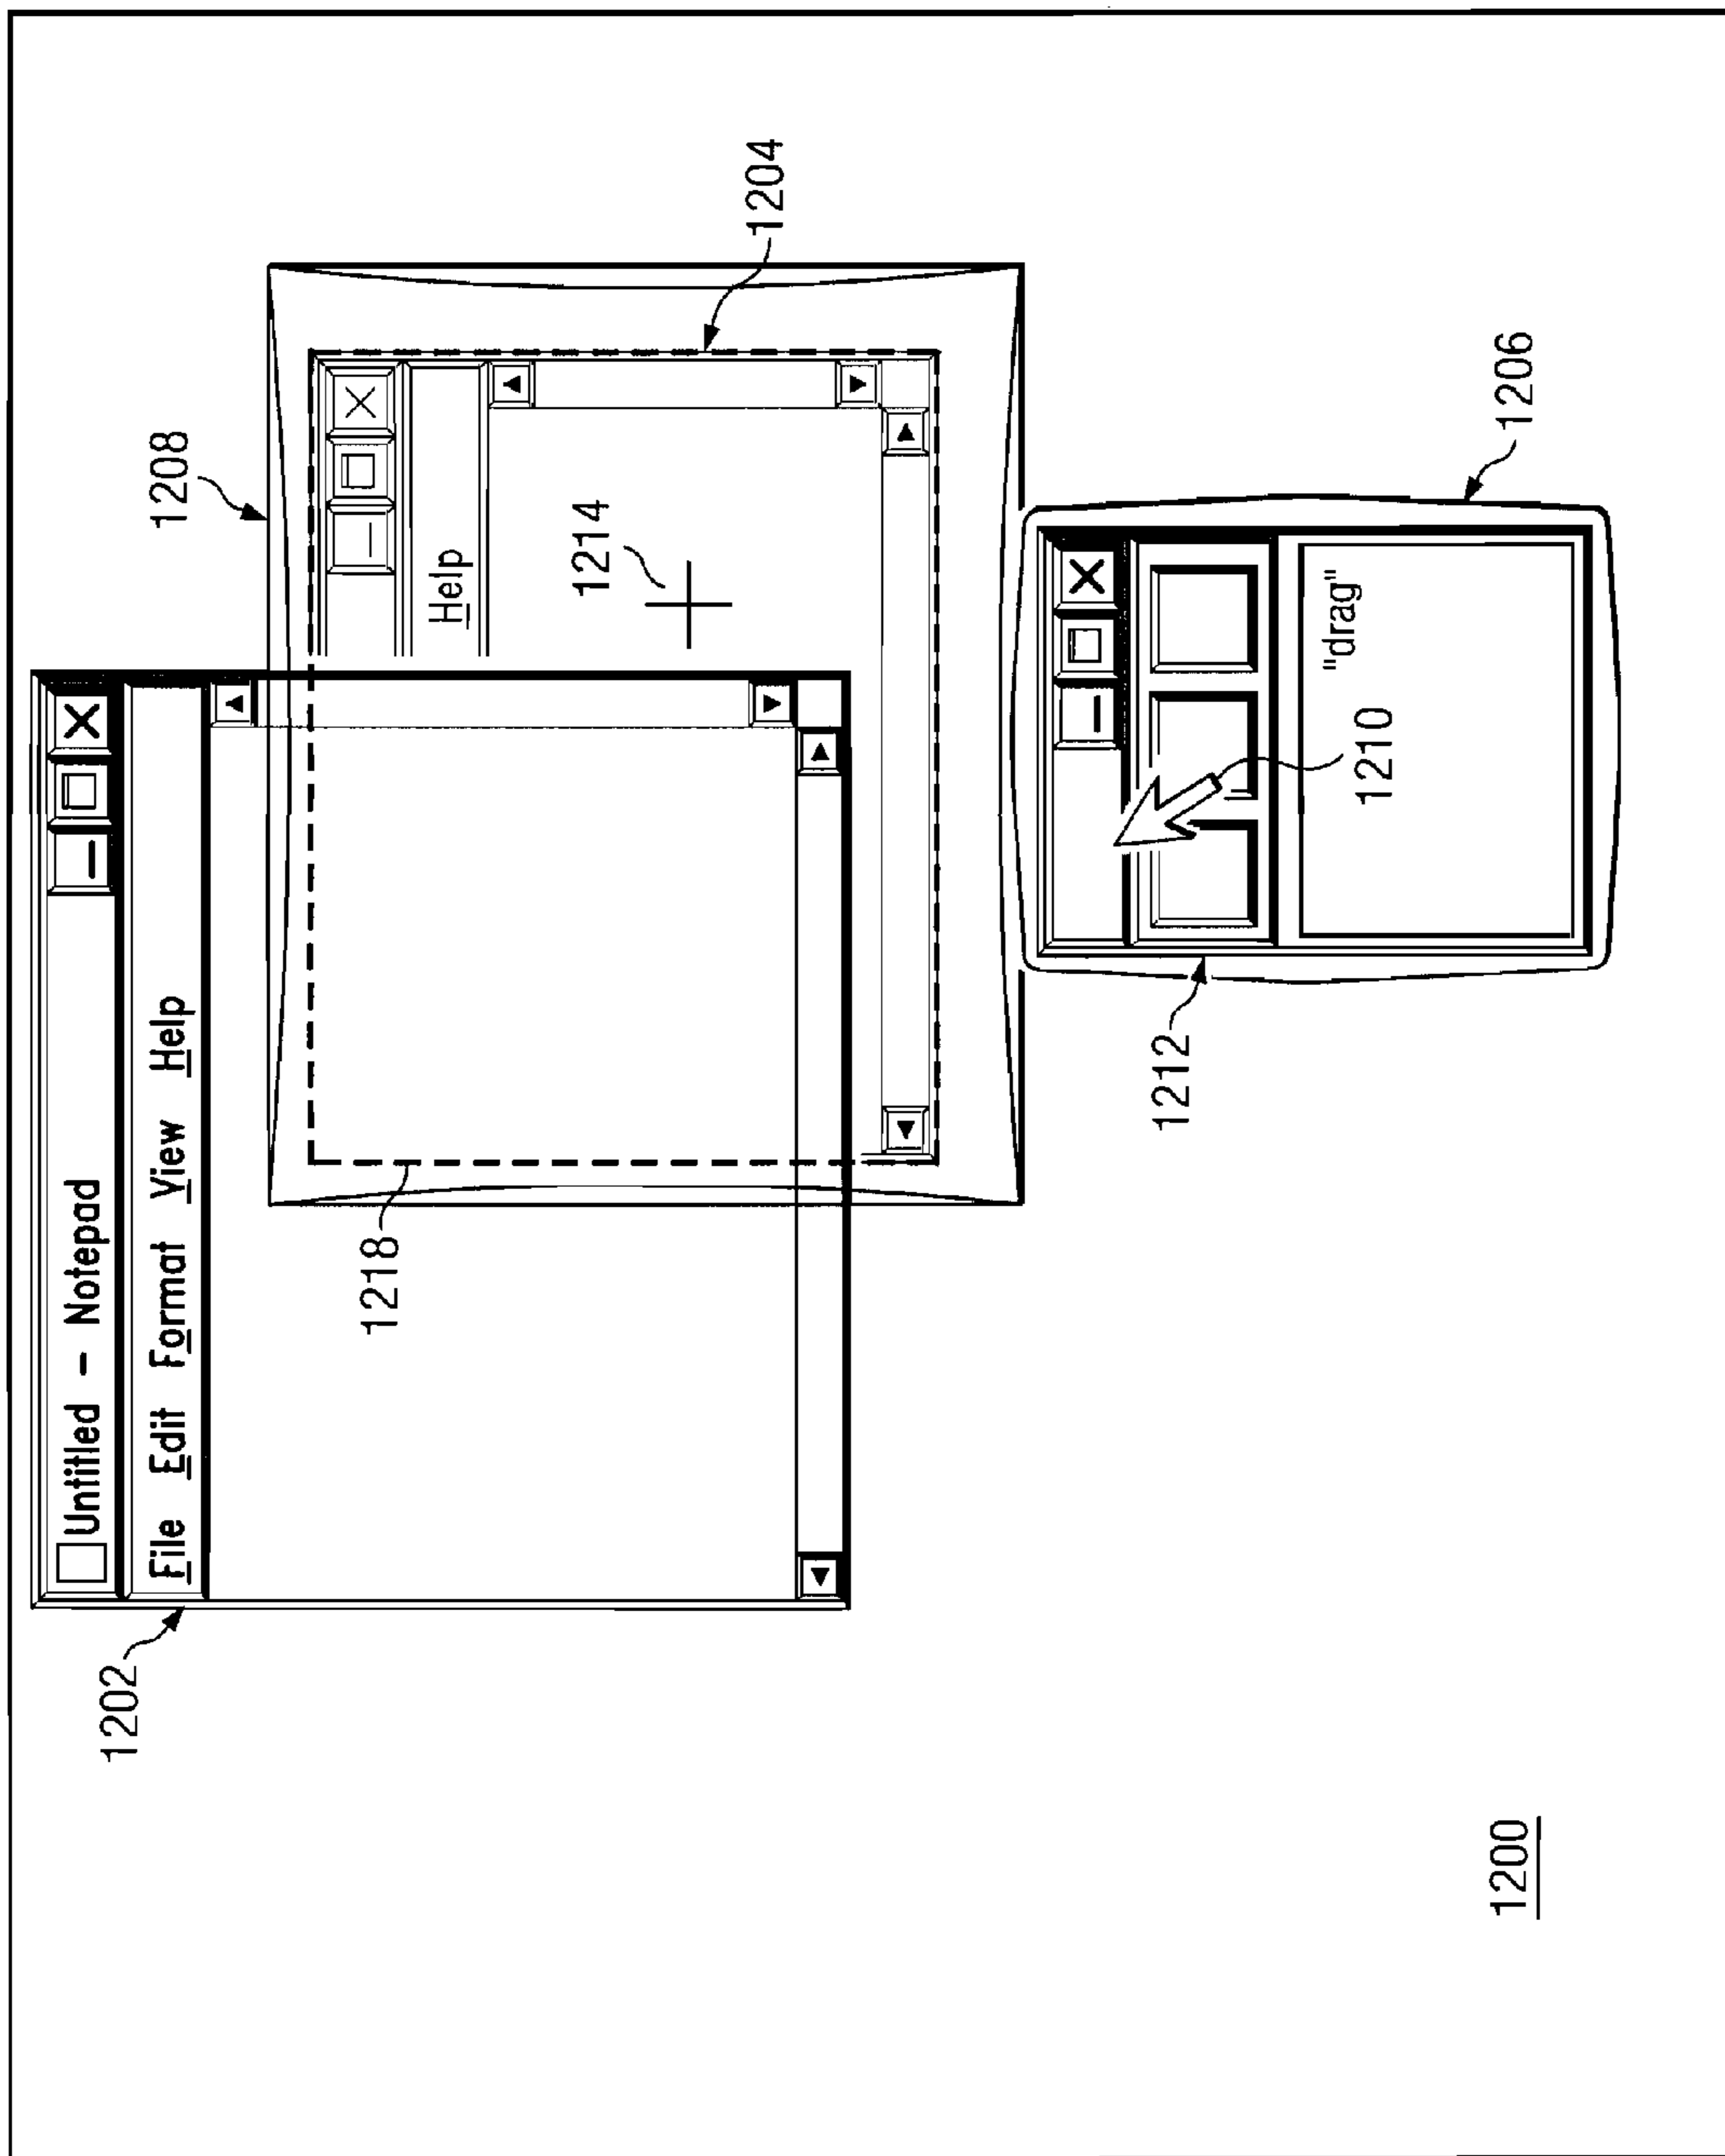 1202
Untitled - Notepad
File Edit Format View Help
1218
1208
Help
1214
1204
1212
1210
"drag"
1206
1200